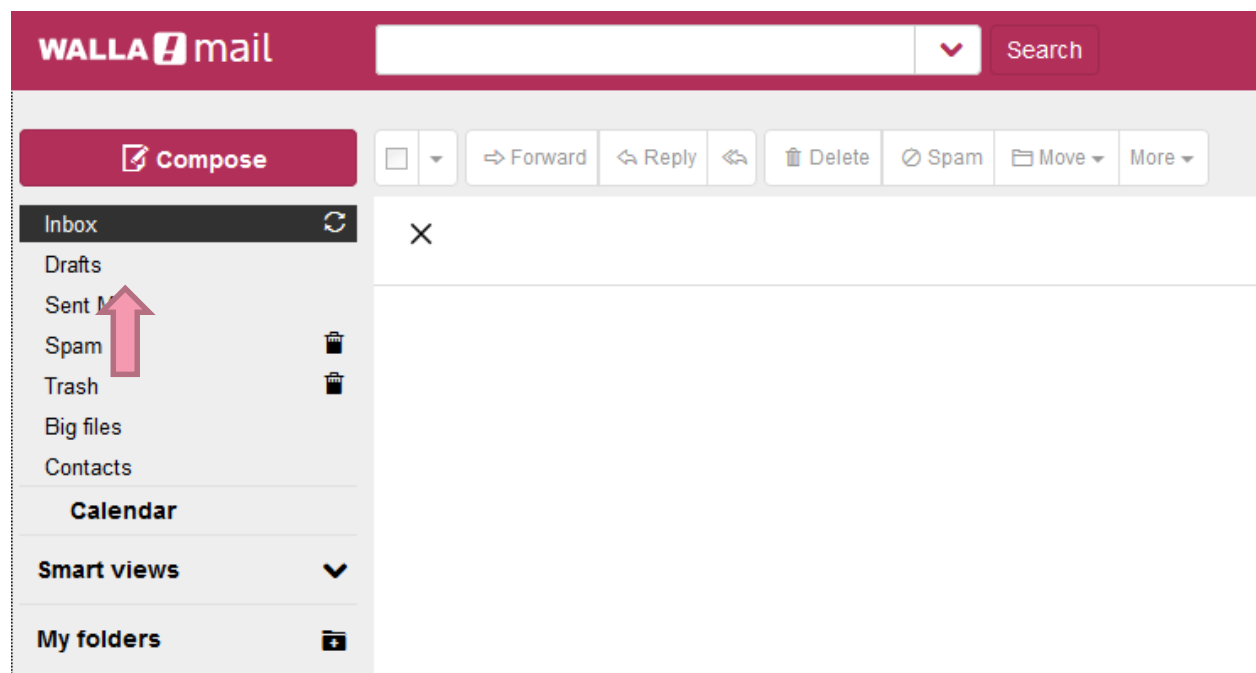 WALLA! mail
Search
Compose
Forward Reply Delete Spam Move More
Inbox
Drafts
Sent
Spam
Trash
Big files
Contacts
Calendar
Smart views
My folders